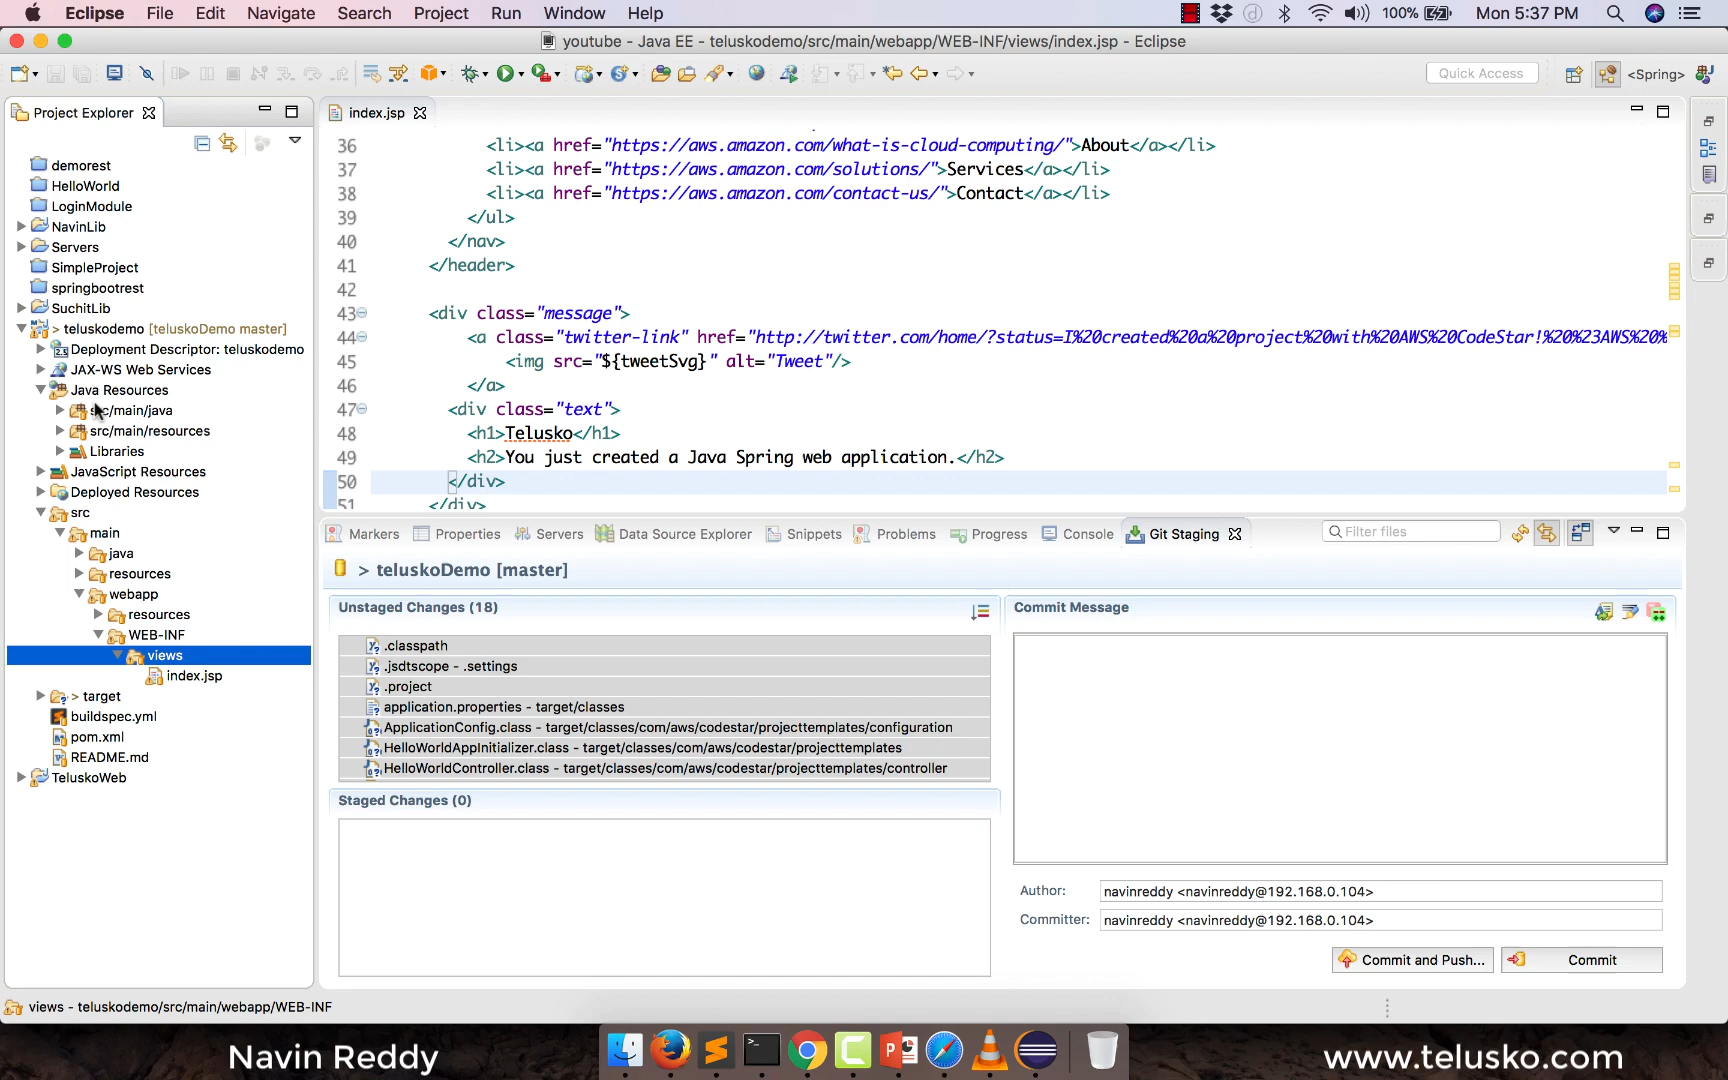 Eclipse File Edit Navigate Search Project Run Window Help 100% Mon 5:37 PM
youtube - Java EE - teluskodemo/src/main/webapp/WEB-INF/views/index.jsp - Eclipse
Quick Access <Spring>
Project Explorer
demorest
HelloWorld
LoginModule
NavinLib
Servers
SimpleProject
springbootrest
SuchitLib
> teluskodemo [teluskoDemo master]
Deployment Descriptor: teluskodemo
JAX-WS Web Services
Java Resources
src/main/java
src/main/resources
Libraries
JavaScript Resources
Deployed Resources
src
main
java
resources
webapp
resources
WEB-INF
views
index.jsp
> target
buildspec.yml
pom.xml
README.md
TeluskoWeb
index.jsp
36 <li><a href="https://aws.amazon.com/what-is-cloud-computing/">About</a></li>
37 <li><a href="https://aws.amazon.com/solutions/">Services</a></li>
38 <li><a href="https://aws.amazon.com/contact-us/">Contact</a></li>
39 </ul>
40 </nav>
41 </header>
42
43 <div class="message">
44 <a class="twitter-link" href="http://twitter.com/home/?status=I%20created%20a%20project%20with%20AWS%20CodeStar!%20%23AWS%20%
45 <img src="${tweetSvg}" alt="Tweet"/>
46 </a>
47 <div class="text">
48 <h1>Telusko</h1>
49 <h2>You just created a Java Spring web application.</h2>
50 </div>
51 </div>
Markers Properties Servers Data Source Explorer Snippets Problems Progress Console Git Staging Filter files
> teluskoDemo [master]
Unstaged Changes (18)
.classpath
.jsdtscope - .settings
.project
application.properties - target/classes
ApplicationConfig.class - target/classes/com/aws/codestar/projecttemplates/configuration
HelloWorldAppInitializer.class - target/classes/com/aws/codestar/projecttemplates
HelloWorldController.class - target/classes/com/aws/codestar/projecttemplates/controller
Staged Changes (0)
Commit Message
Author: navinreddy <navinreddy@192.168.0.104>
Committer: navinreddy <navinreddy@192.168.0.104>
Commit and Push... Commit
views - teluskodemo/src/main/webapp/WEB-INF
Navin Reddy
www.telusko.com